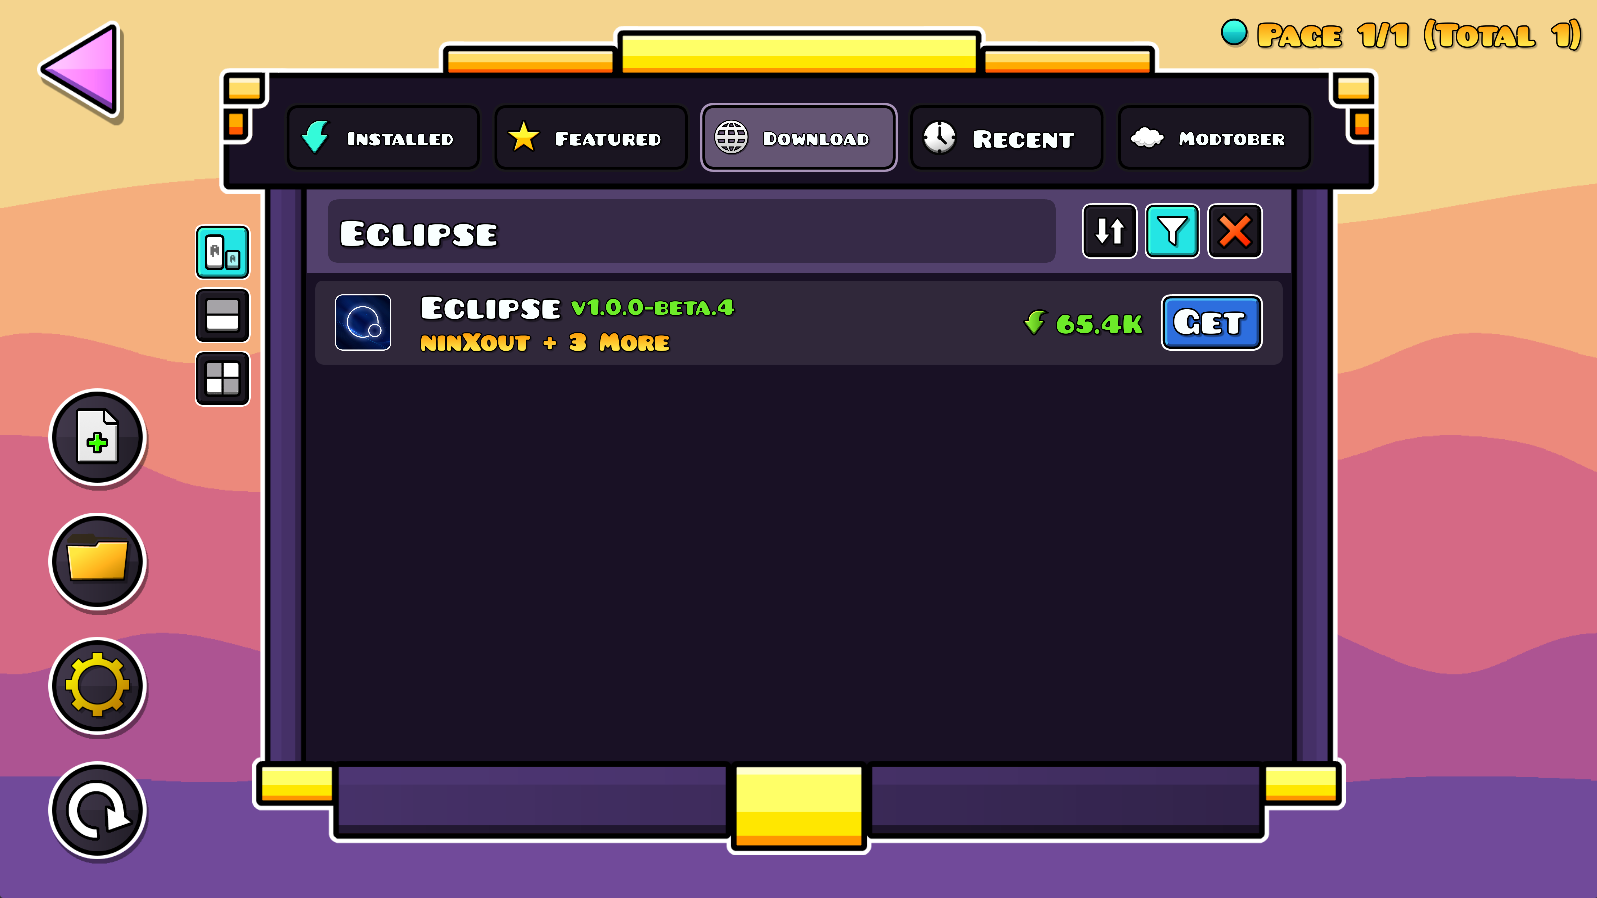 Page 1/1 (Total 1)
Installed
Featured
Download
Recent
Modtober
Eclipse
Eclipse v1.0.0-beta.4
ninXout + 3 More
65.4K
Get